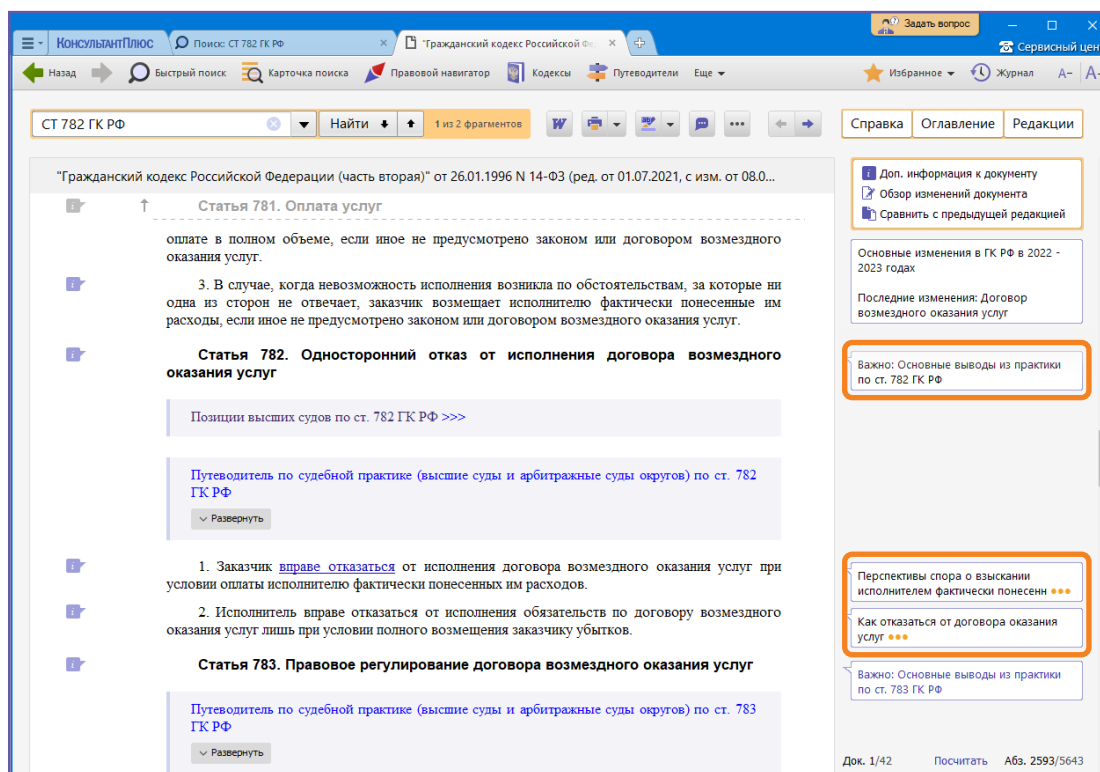 Задать вопрос
КонсультантПлюс
Поиск: СТ 782 ГК РФ
"Гражданский кодекс Российской Фе
Сервисный цен
Назад
Быстрый поиск
Карточка поиска
Правовой навигатор
Кодексы
Путеводители
Еще
Избранное
Журнал
А−
А-
СТ 782 ГК РФ
Найти
1 из 2 фрагментов
Справка
Оглавление
Редакции
"Гражданский кодекс Российской Федерации (часть вторая)" от 26.01.1996 N 14-ФЗ (ред. от 01.07.2021, с изм. от 08.0...
Статья 781. Оплата услуг
оплате в полном объеме, если иное не предусмотрено законом или договором возмездного
оказания услуг.
3. В случае, когда невозможность исполнения возникла по обстоятельствам, за которые ни
одна из сторон не отвечает, заказчик возмещает исполнителю фактически понесенные им
расходы, если иное не предусмотрено законом или договором возмездного оказания услуг.
Статья 782. Односторонний отказ от исполнения договора возмездного
оказания услуг
Позиции высших судов по ст. 782 ГК РФ >>>
Путеводитель по судебной практике (высшие суды и арбитражные суды округов) по ст. 782
ГК РФ
Развернуть
1. Заказчик вправе отказаться от исполнения договора возмездного оказания услуг при
условии оплаты исполнителю фактически понесенных им расходов.
2. Исполнитель вправе отказаться от исполнения обязательств по договору возмездного
оказания услуг лишь при условии полного возмещения заказчику убытков.
Статья 783. Правовое регулирование договора возмездного оказания услуг
Путеводитель по судебной практике (высшие суды и арбитражные суды округов) по ст. 783
ГК РФ
Развернуть
Доп. информация к документу
Обзор изменений документа
Сравнить с предыдущей редакцией
Основные изменения в ГК РФ в 2022 -
2023 годах
Последние изменения: Договор
возмездного оказания услуг
Важно: Основные выводы из практики
по ст. 782 ГК РФ
Перспективы спора о взыскании
исполнителем фактически понесенн
Как отказаться от договора оказания
услуг
Важно: Основные выводы из практики
по ст. 783 ГК РФ
Док. 1/42
Посчитать
Абз. 2593/5643